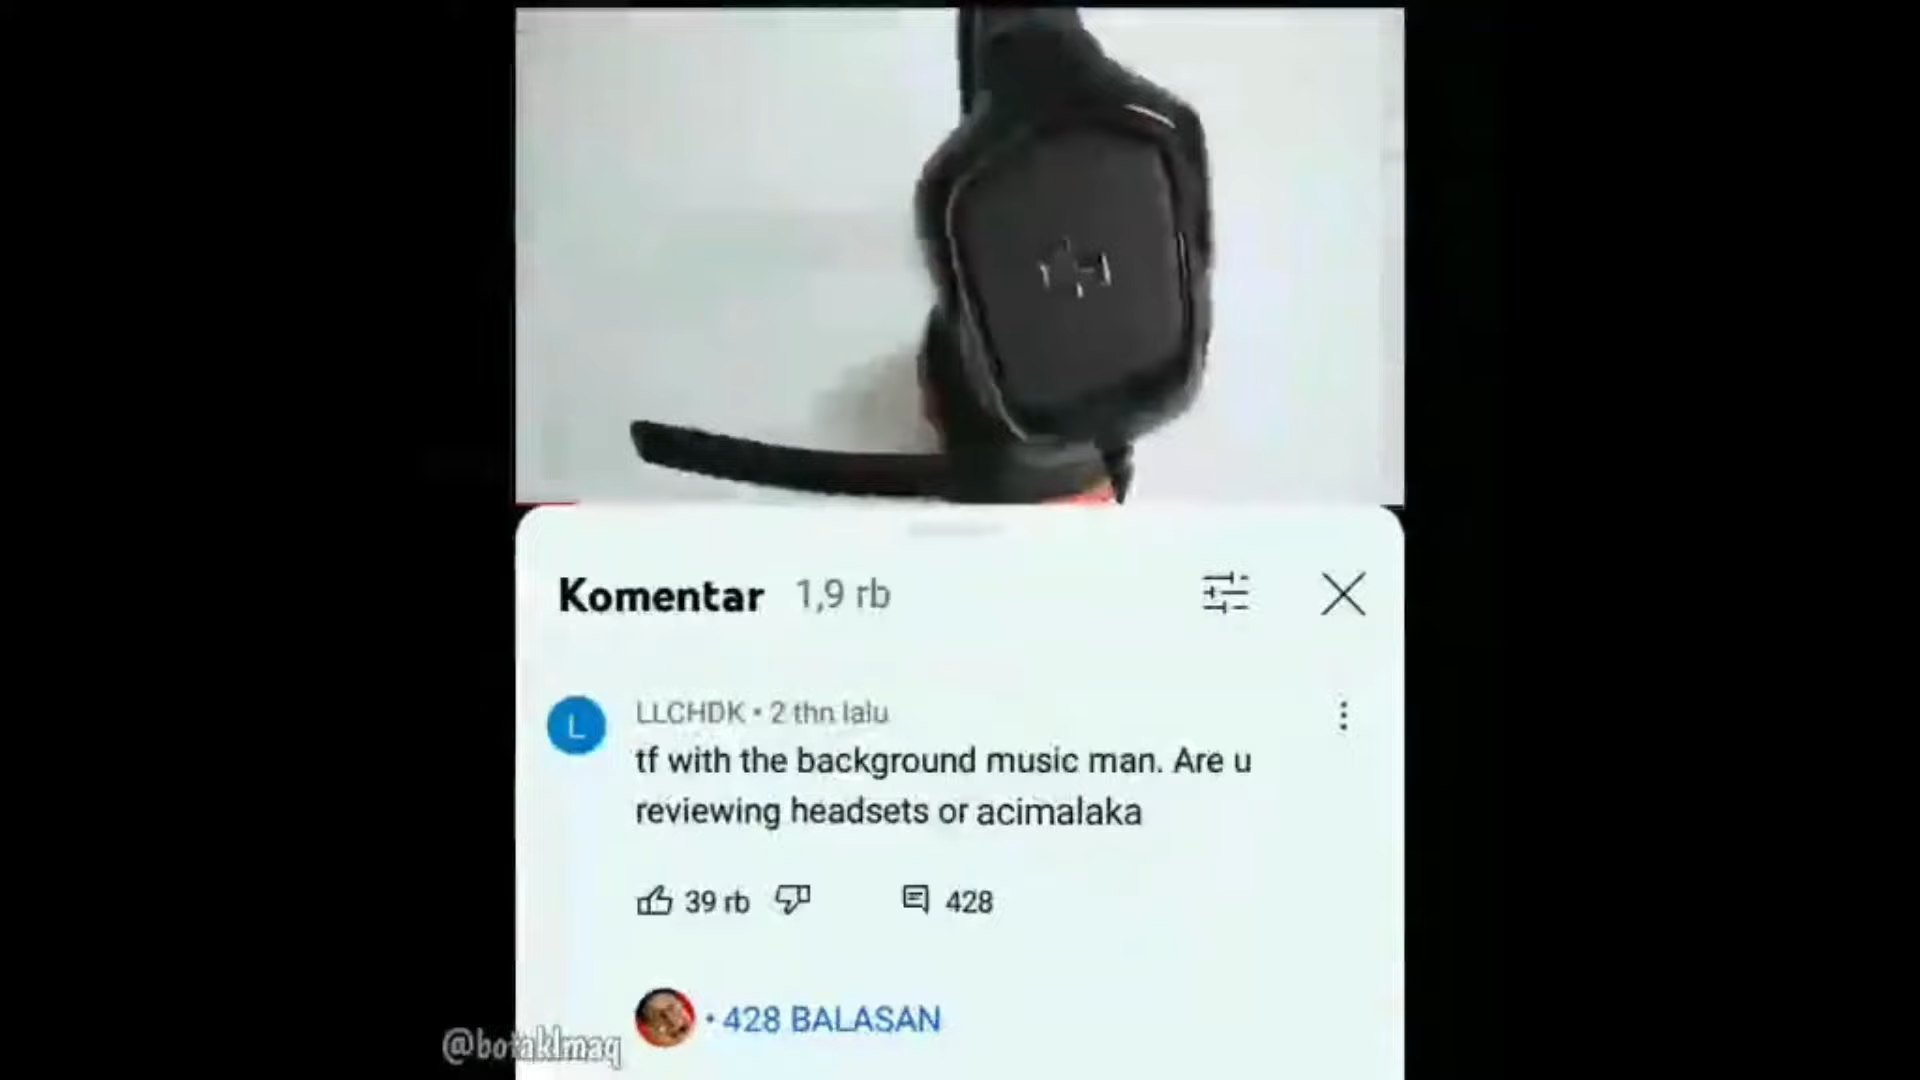 Komentar 1,9 rb
L
LLCHDK • 2 thn lalu
tf with the background music man. Are u
reviewing headsets or acimalaka
39 rb 428
• 428 BALASAN
@botaklmaq